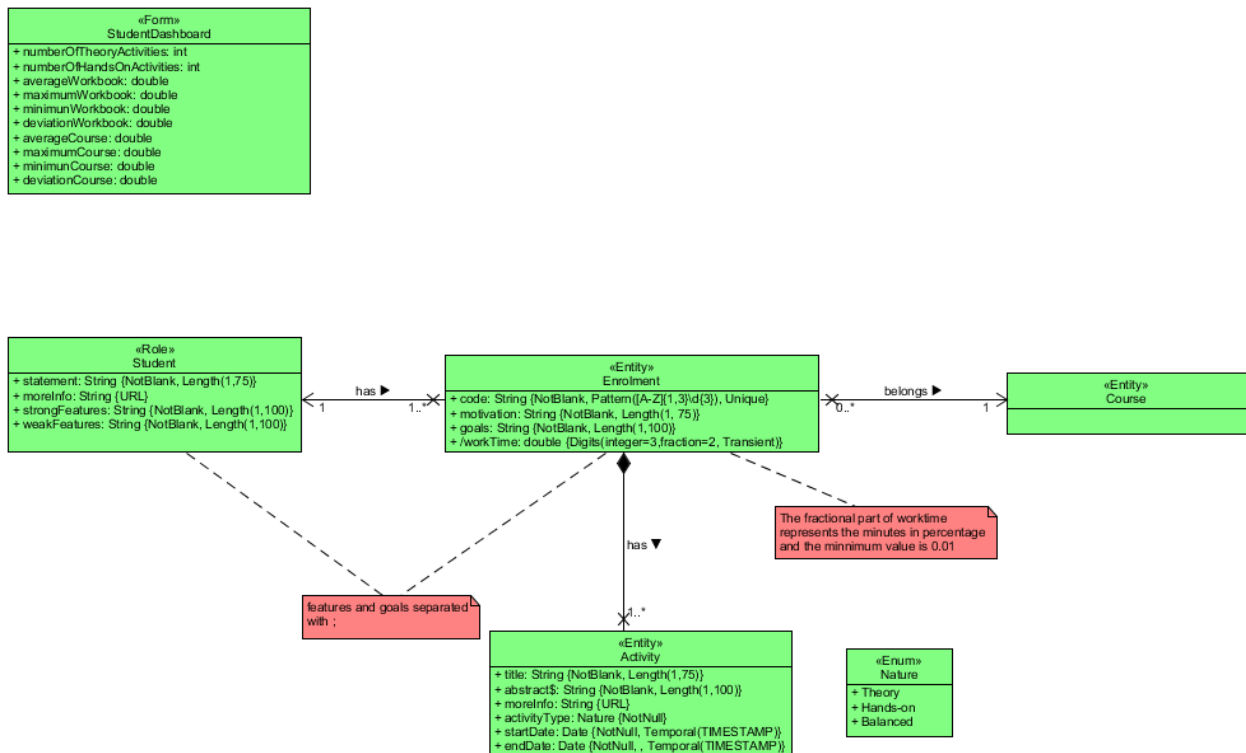 «Form»
StudentDashboard
+ numberOfTheoryActivities: int
+ numberOfHandsOnActivities: int
+ averageWorkbook: double
+ maximumWorkbook: double
+ minimunWorkbook: double
+ deviationWorkbook: double
+ averageCourse: double
+ maximumCourse: double
+ minimunCourse: double
+ deviationCourse: double
«Role»
Student
+ statement: String {NotBlank, Length(1,75)}
+ moreInfo: String {URL}
+ strongFeatures: String {NotBlank, Length(1,100)}
+ weakFeatures: String {NotBlank, Length(1,100)}
has ▶
1
1..*
«Entity»
Enrolment
+ code: String {NotBlank, Pattern([A-Z]{1,3}\d{3}), Unique}
+ motivation: String {NotBlank, Length(1, 75)}
+ goals: String {NotBlank, Length(1,100)}
+ /workTime: double {Digits(integer=3,fraction=2, Transient)}
belongs ▶
0..*
1
«Entity»
Course
The fractional part of worktime
represents the minutes in percentage
and the minnimum value is 0.01
has ▼
features and goals separated
with ;
1..*
«Entity»
Activity
+ title: String {NotBlank, Length(1,75)}
+ abstract$: String {NotBlank, Length(1,100)}
+ moreInfo: String {URL}
+ activityType: Nature {NotNull}
+ startDate: Date {NotNull, Temporal(TIMESTAMP)}
+ endDate: Date {NotNull, , Temporal(TIMESTAMP)}
«Enum»
Nature
+ Theory
+ Hands-on
+ Balanced